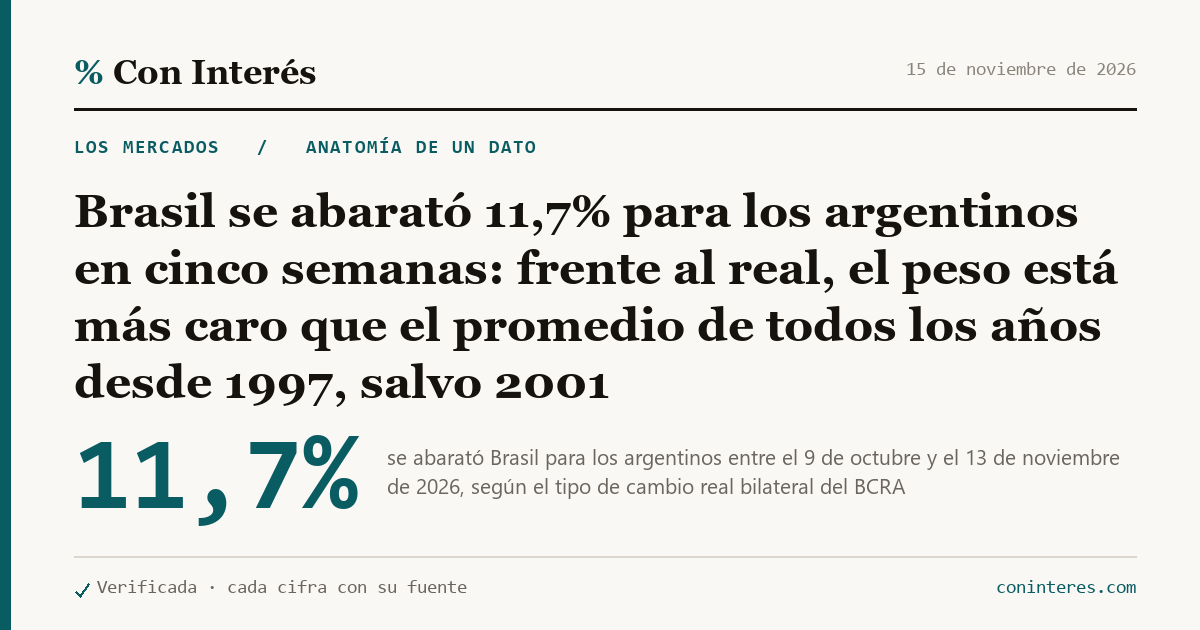 % Con Interés
15 de noviembre de 2026
LOS MERCADOS / ANATOMÍA DE UN DATO
Brasil se abarató 11,7% para los argentinos
en cinco semanas: frente al real, el peso está
más caro que el promedio de todos los años
desde 1997, salvo 2001
11,7%
se abarató Brasil para los argentinos entre el 9 de octubre y el 13 de noviembre
de 2026, según el tipo de cambio real bilateral del BCRA
Verificada · cada cifra con su fuente
coninteres.com